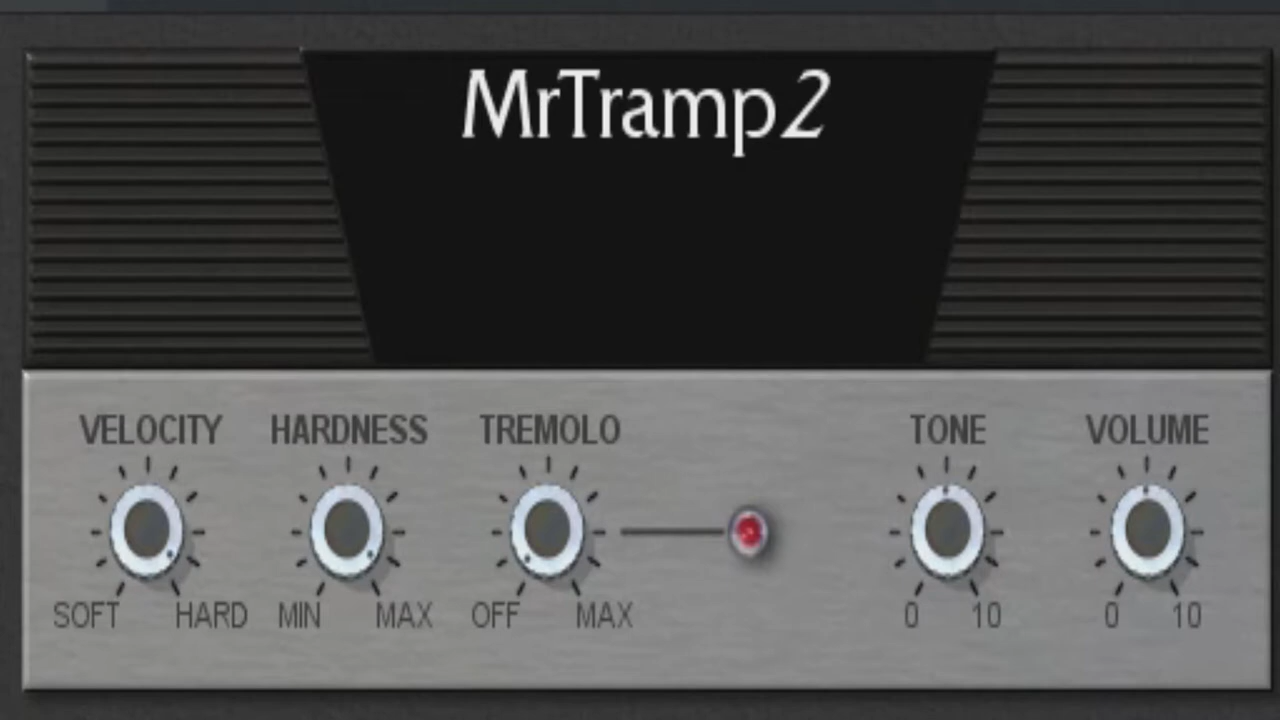 MrTramp2
VELOCITY HARDNESS TREMOLO TONE VOLUME
SOFT HARD MIN MAX OFF MAX 0 10 0 10